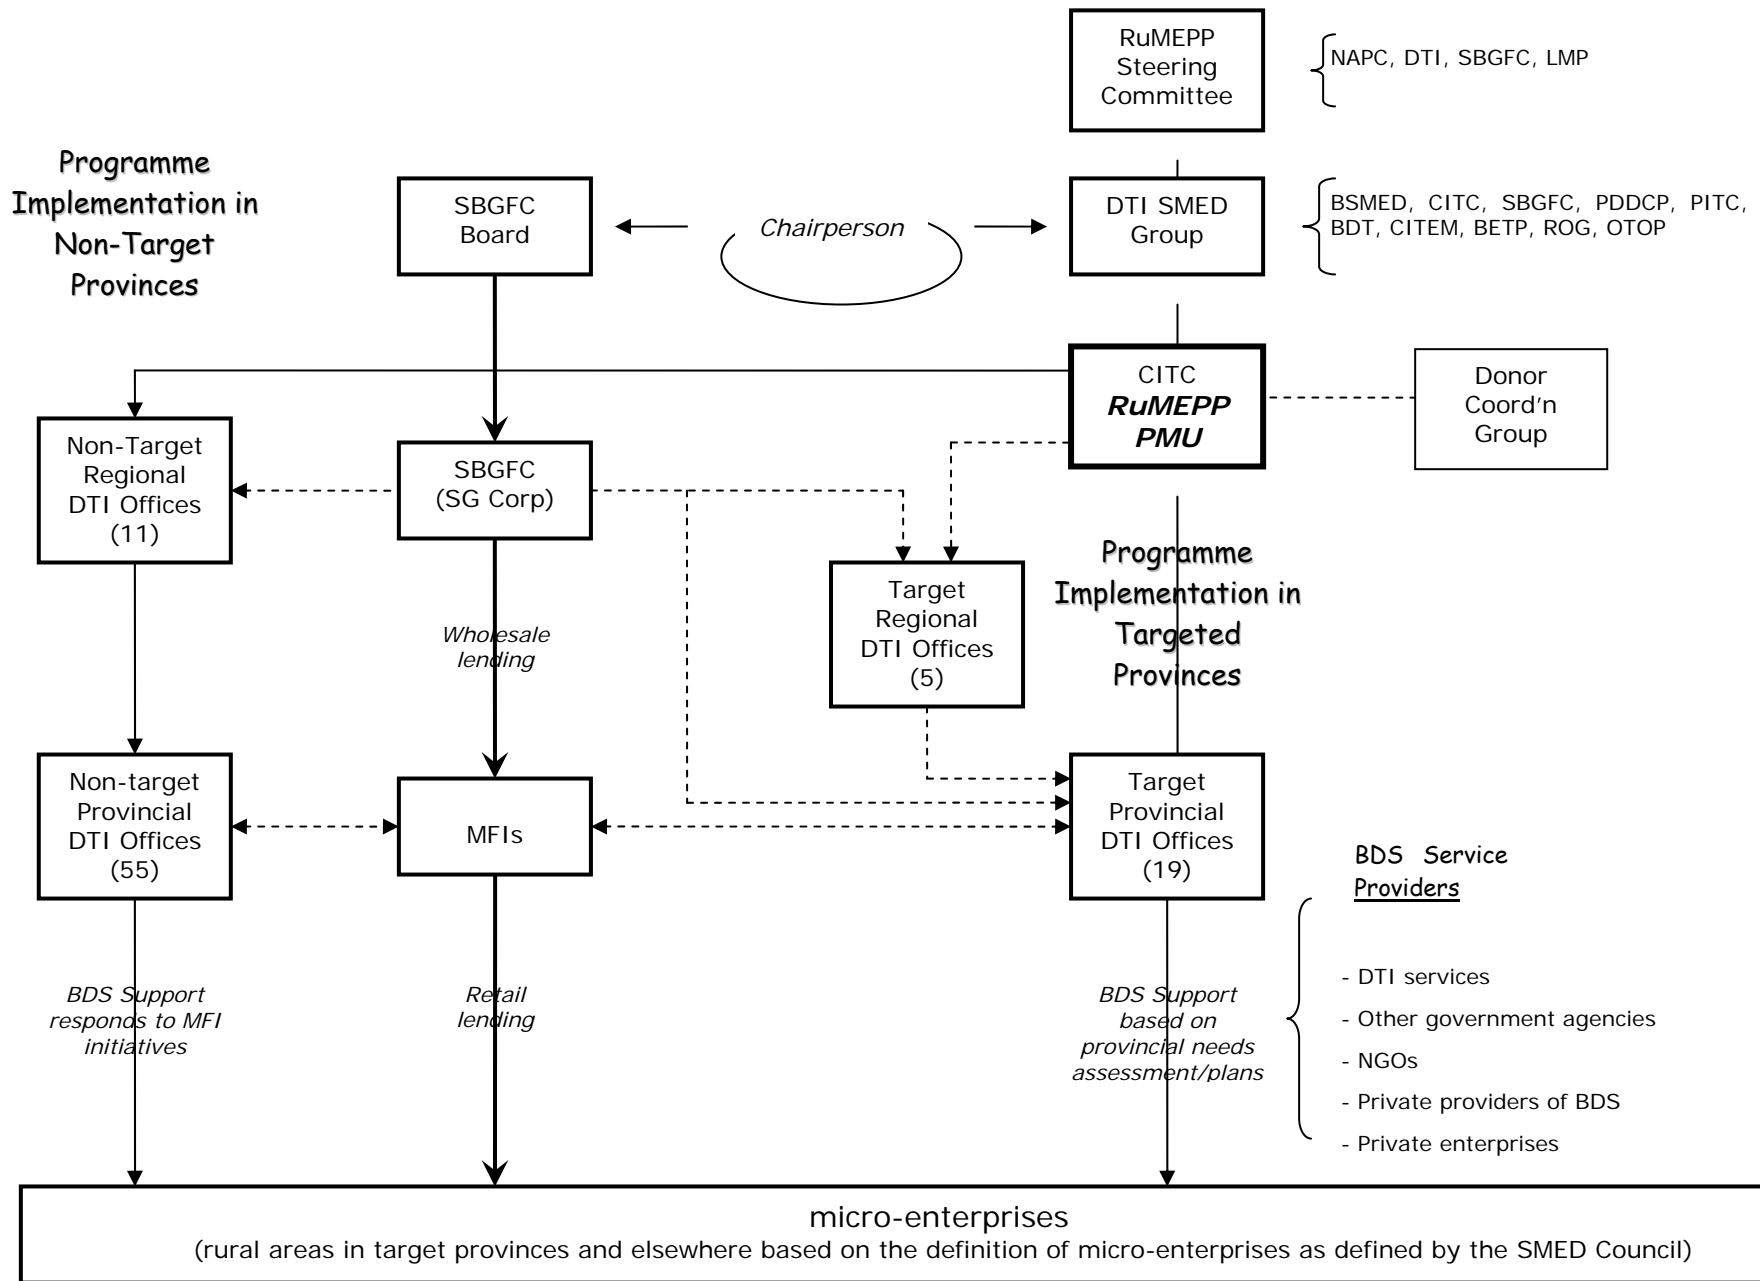 RuMEPP
Steering
Committee
NAPC, DTI, SBGFC, LMP
Programme
Implementation in
Non-Target
Provinces
SBGFC
Board
Chairperson
DTI SMED
Group
BSMED, CITC, SBGFC, PDDCP, PITC,
BDT, CITEM, BETP, ROG, OTOP
CITC
RuMEPP
PMU
Donor
Coord'n
Group
Non-Target
Regional
DTI Offices
(11)
SBGFC
(SG Corp)
Target
Regional
DTI Offices
(5)
Programme
Implementation in
Targeted
Provinces
Wholesale
lending
Non-target
Provincial
DTI Offices
(55)
MFIs
Target
Provincial
DTI Offices
(19)
BDS Service
Providers
BDS Support
responds to MFI
initiatives
Retail
lending
BDS Support
based on
provincial needs
assessment/plans
- DTI services
- Other government agencies
- NGOs
- Private providers of BDS
- Private enterprises
micro-enterprises
(rural areas in target provinces and elsewhere based on the definition of micro-enterprises as defined by the SMED Council)